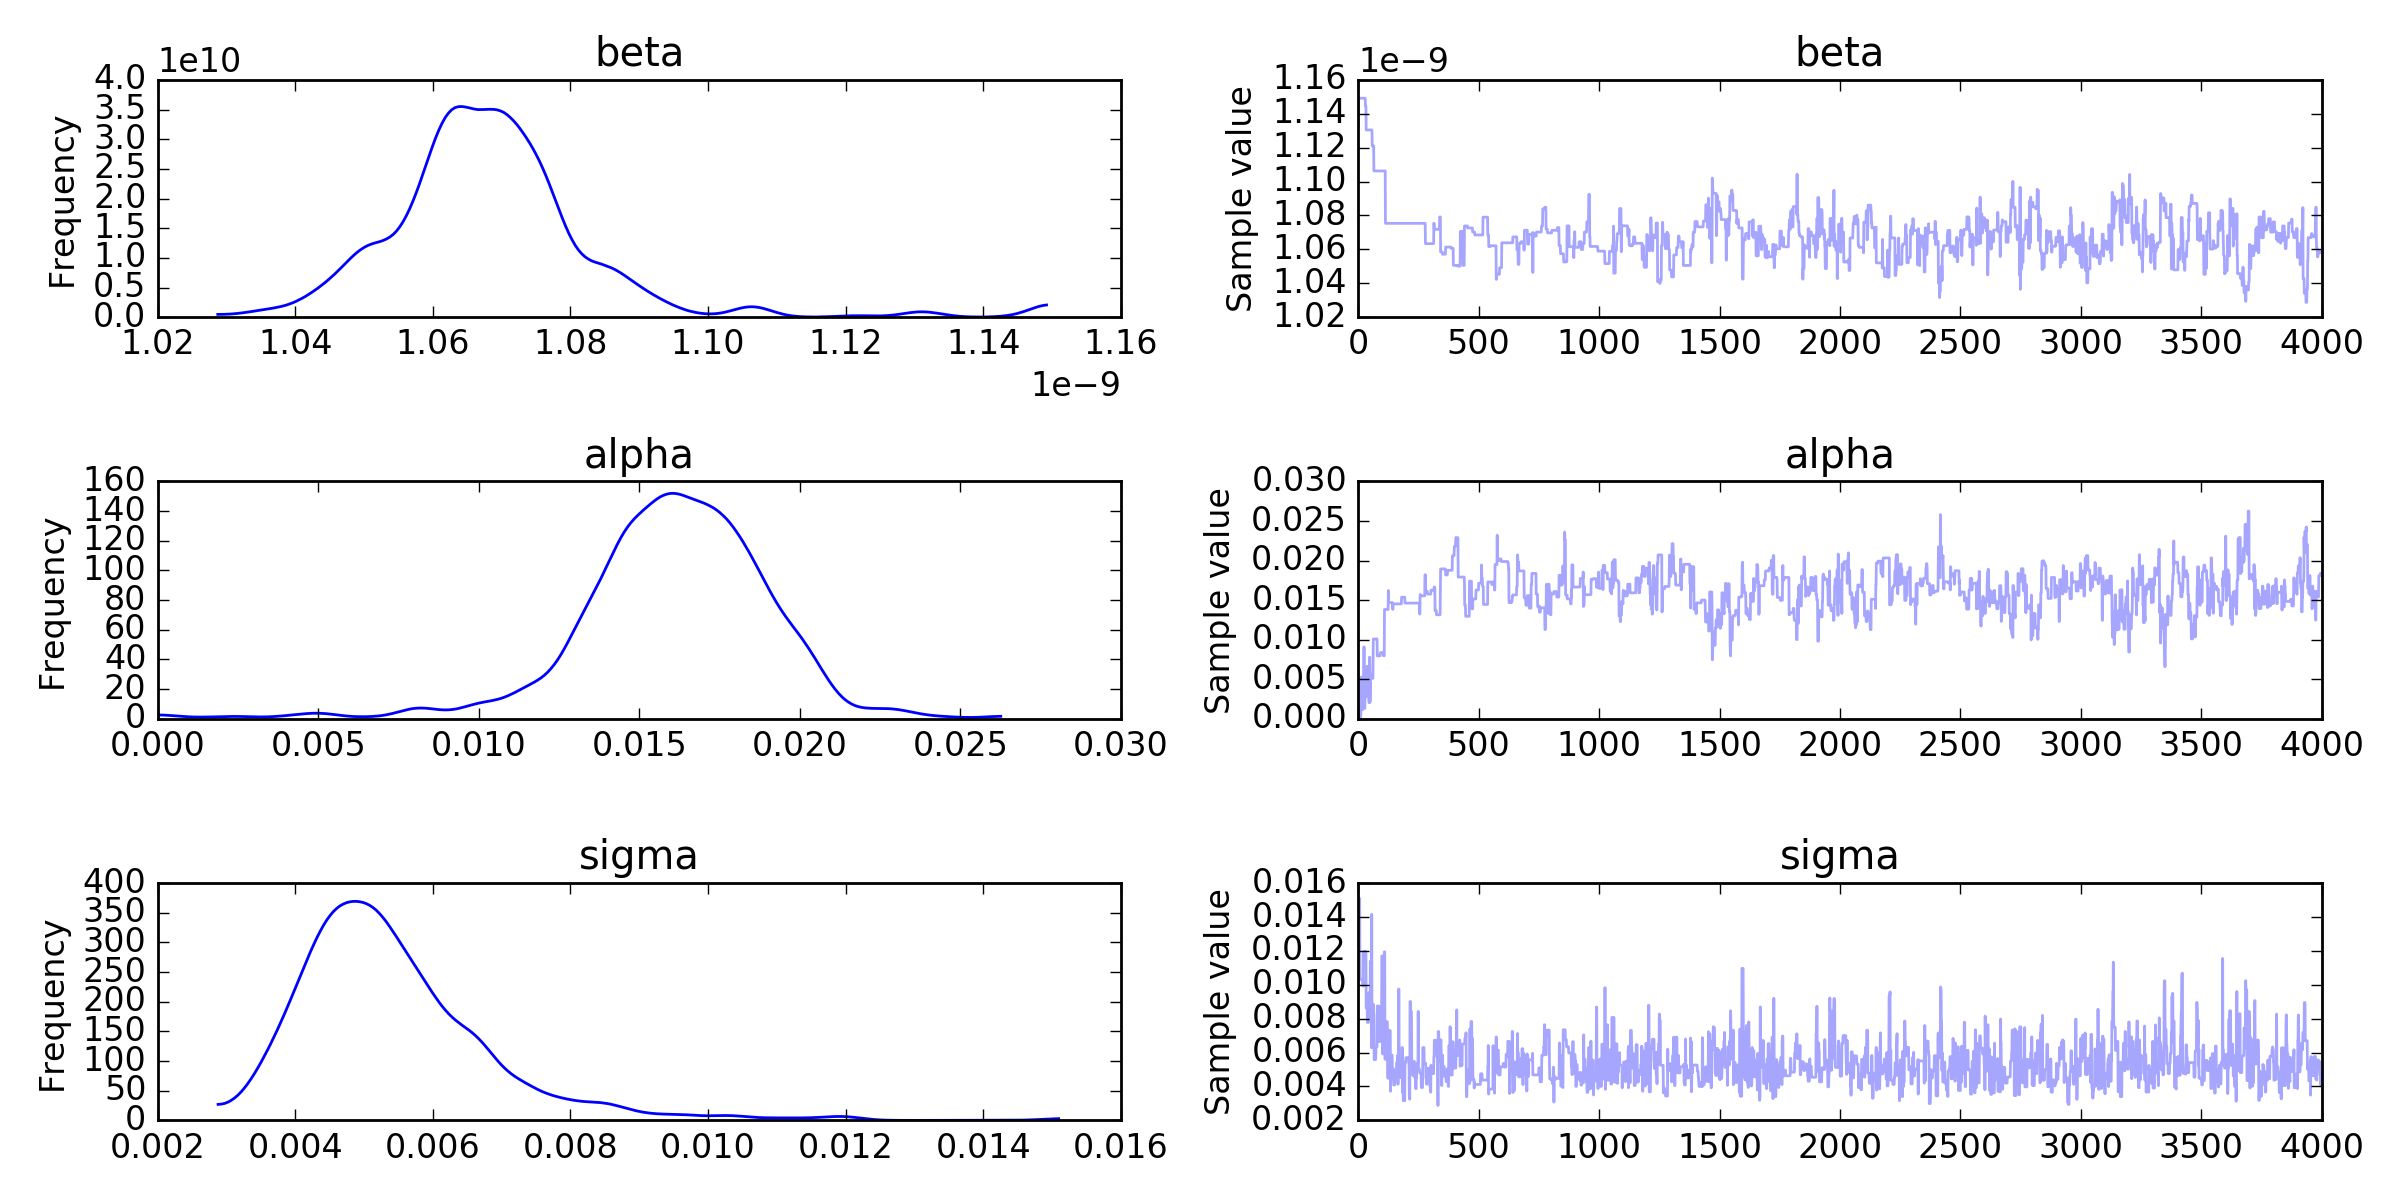 beta
1e10
Frequency
4.0
3.5
3.0
2.5
2.0
1.5
1.0
0.5
0.0
1.02 1.04 1.06 1.08 1.10 1.12 1.14 1.16
1e−9
beta
1e−9
Sample value
1.16
1.14
1.12
1.10
1.08
1.06
1.04
1.02
0 500 1000 1500 2000 2500 3000 3500 4000
alpha
Frequency
160
140
120
100
80
60
40
20
0
0.000 0.005 0.010 0.015 0.020 0.025 0.030
alpha
Sample value
0.030
0.025
0.020
0.015
0.010
0.005
0.000
0 500 1000 1500 2000 2500 3000 3500 4000
sigma
Frequency
400
350
300
250
200
150
100
50
0
0.002 0.004 0.006 0.008 0.010 0.012 0.014 0.016
sigma
Sample value
0.016
0.014
0.012
0.010
0.008
0.006
0.004
0.002
0 500 1000 1500 2000 2500 3000 3500 4000